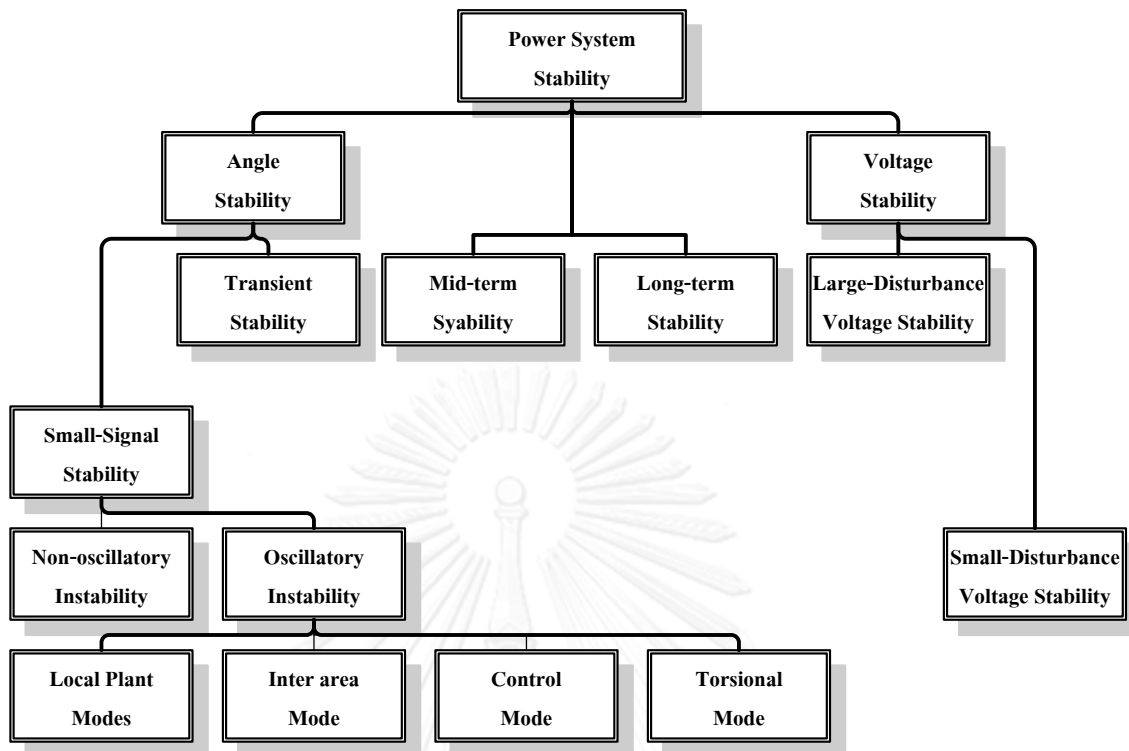 Power System
Stability
Angle
Stability
Voltage
Stability
Transient
Stability
Mid-term
Syability
Long-term
Stability
Large-Disturbance
Voltage Stability
Small-Signal
Stability
Non-oscillatory
Instability
Oscillatory
Instability
Small-Disturbance
Voltage Stability
Local Plant
Modes
Inter area
Mode
Control
Mode
Torsional
Mode